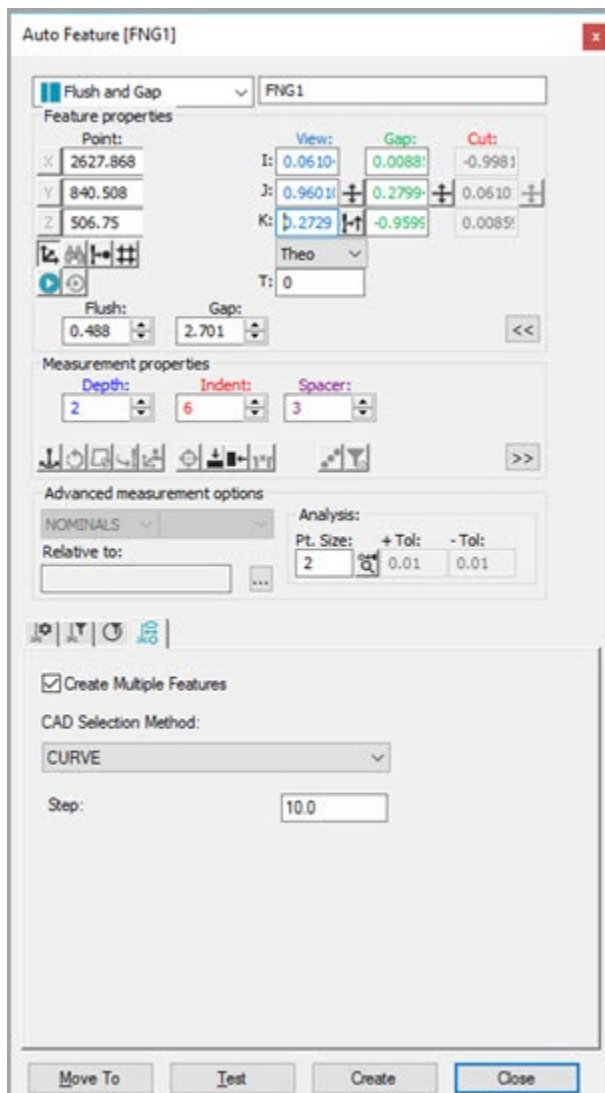 Auto Feature [FNG1]
x
Flush and Gap FNG1
Feature properties
Point: View: Gap: Cut:
X 2627.868 I: 0.0610 0.0088 -0.9981
Y 840.508 J: 0.9601 0.2799 0.0610
Z 506.75 K: 0.2729 -0.9599 0.0085
Theo
T: 0
Flush: Gap:
0.488 2.701 <<
Measurement properties
Depth: Indent: Spacer:
2 6 3
>>
Advanced measurement options
NOMINALS Analysis:
Pt. Size: + Tol: - Tol:
Relative to: 2 0.01 0.01
...
Create Multiple Features
CAD Selection Method:
CURVE
Step: 10.0
Move To Test Create Close